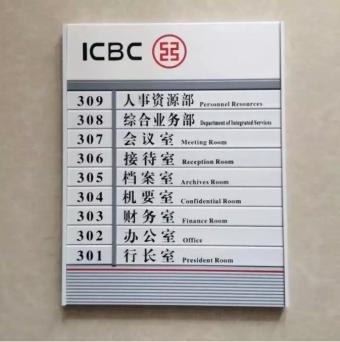 ICBC
309 人事资源部 Personnel Resources
308 综合业务部 Department of Integrated Services
307 会议室 Meeting Room
306 接待室 Reception Room
305 档案室 Archives Room
304 机要室 Confidential Room
303 财务室 Finance Room
302 办公室 Office
301 行长室 President Room